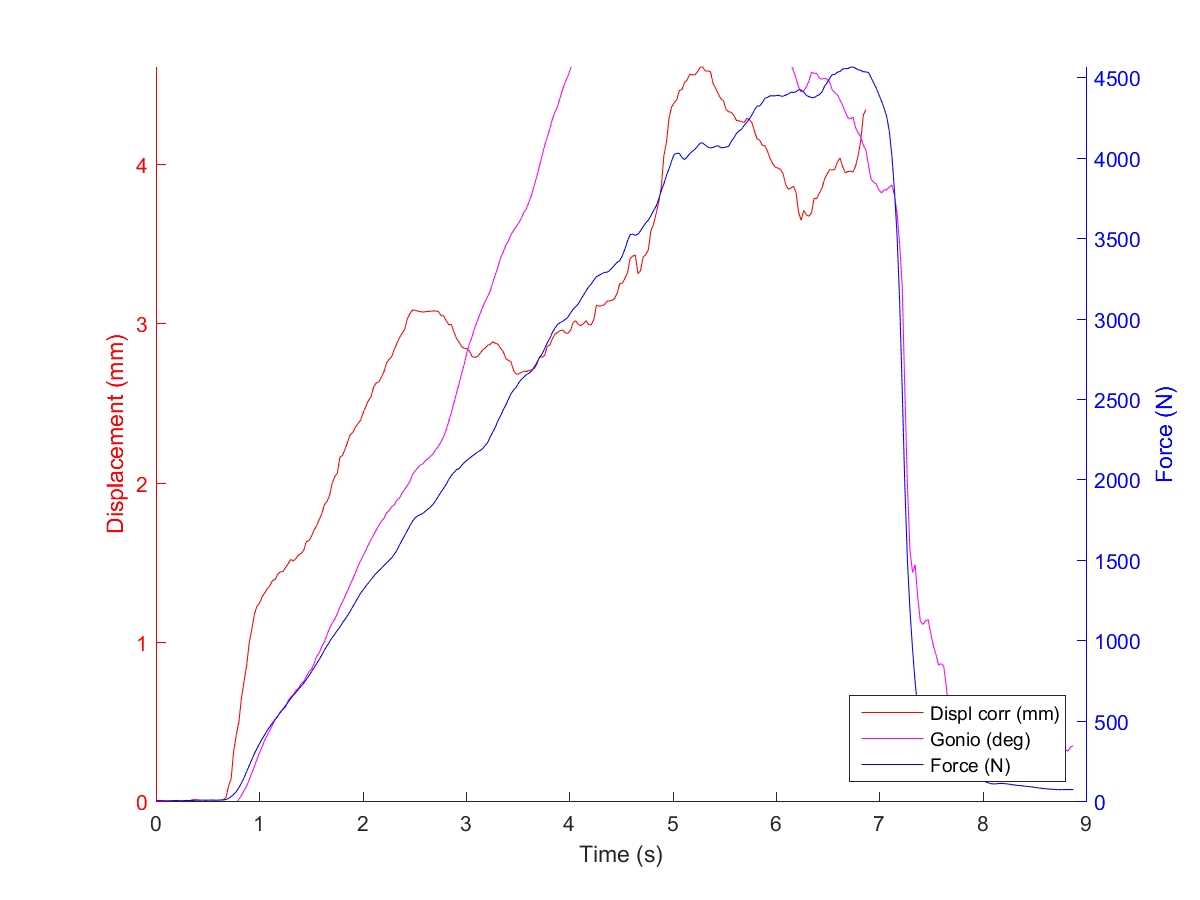 4
3
2
1
0
Displacement (mm)
4500
4000
3500
3000
2500
2000
1500
1000
500
0
Force (N)
Displ corr (mm)
Gonio (deg)
Force (N)
0 1 2 3 4 5 6 7 8 9
Time (s)